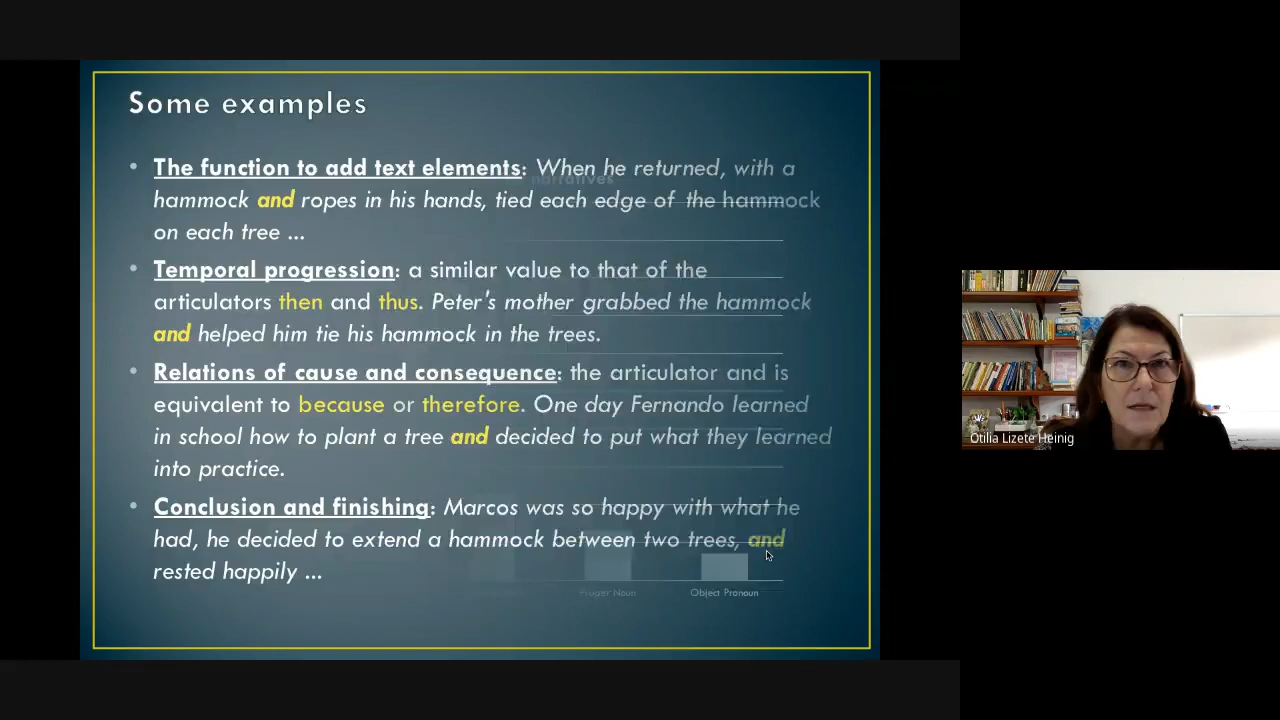 Some examples
• The function to add text elements: When he returned, with a
hammock and ropes in his hands, tied each edge of the hammock
on each tree ...
• Temporal progression: a similar value to that of the
articulators then and thus. Peter's mother grabbed the hammock
and helped him tie his hammock in the trees.
• Relations of cause and consequence: the articulator and is
equivalent to because or therefore. One day Fernando learned
in school how to plant a tree and decided to put what they learned
into practice.
• Conclusion and finishing: Marcos was so happy with what he
had, he decided to extend a hammock between two trees, and
rested happily ...
narratives
Noun
Object Pronoun
Otilia Lizete Heinig